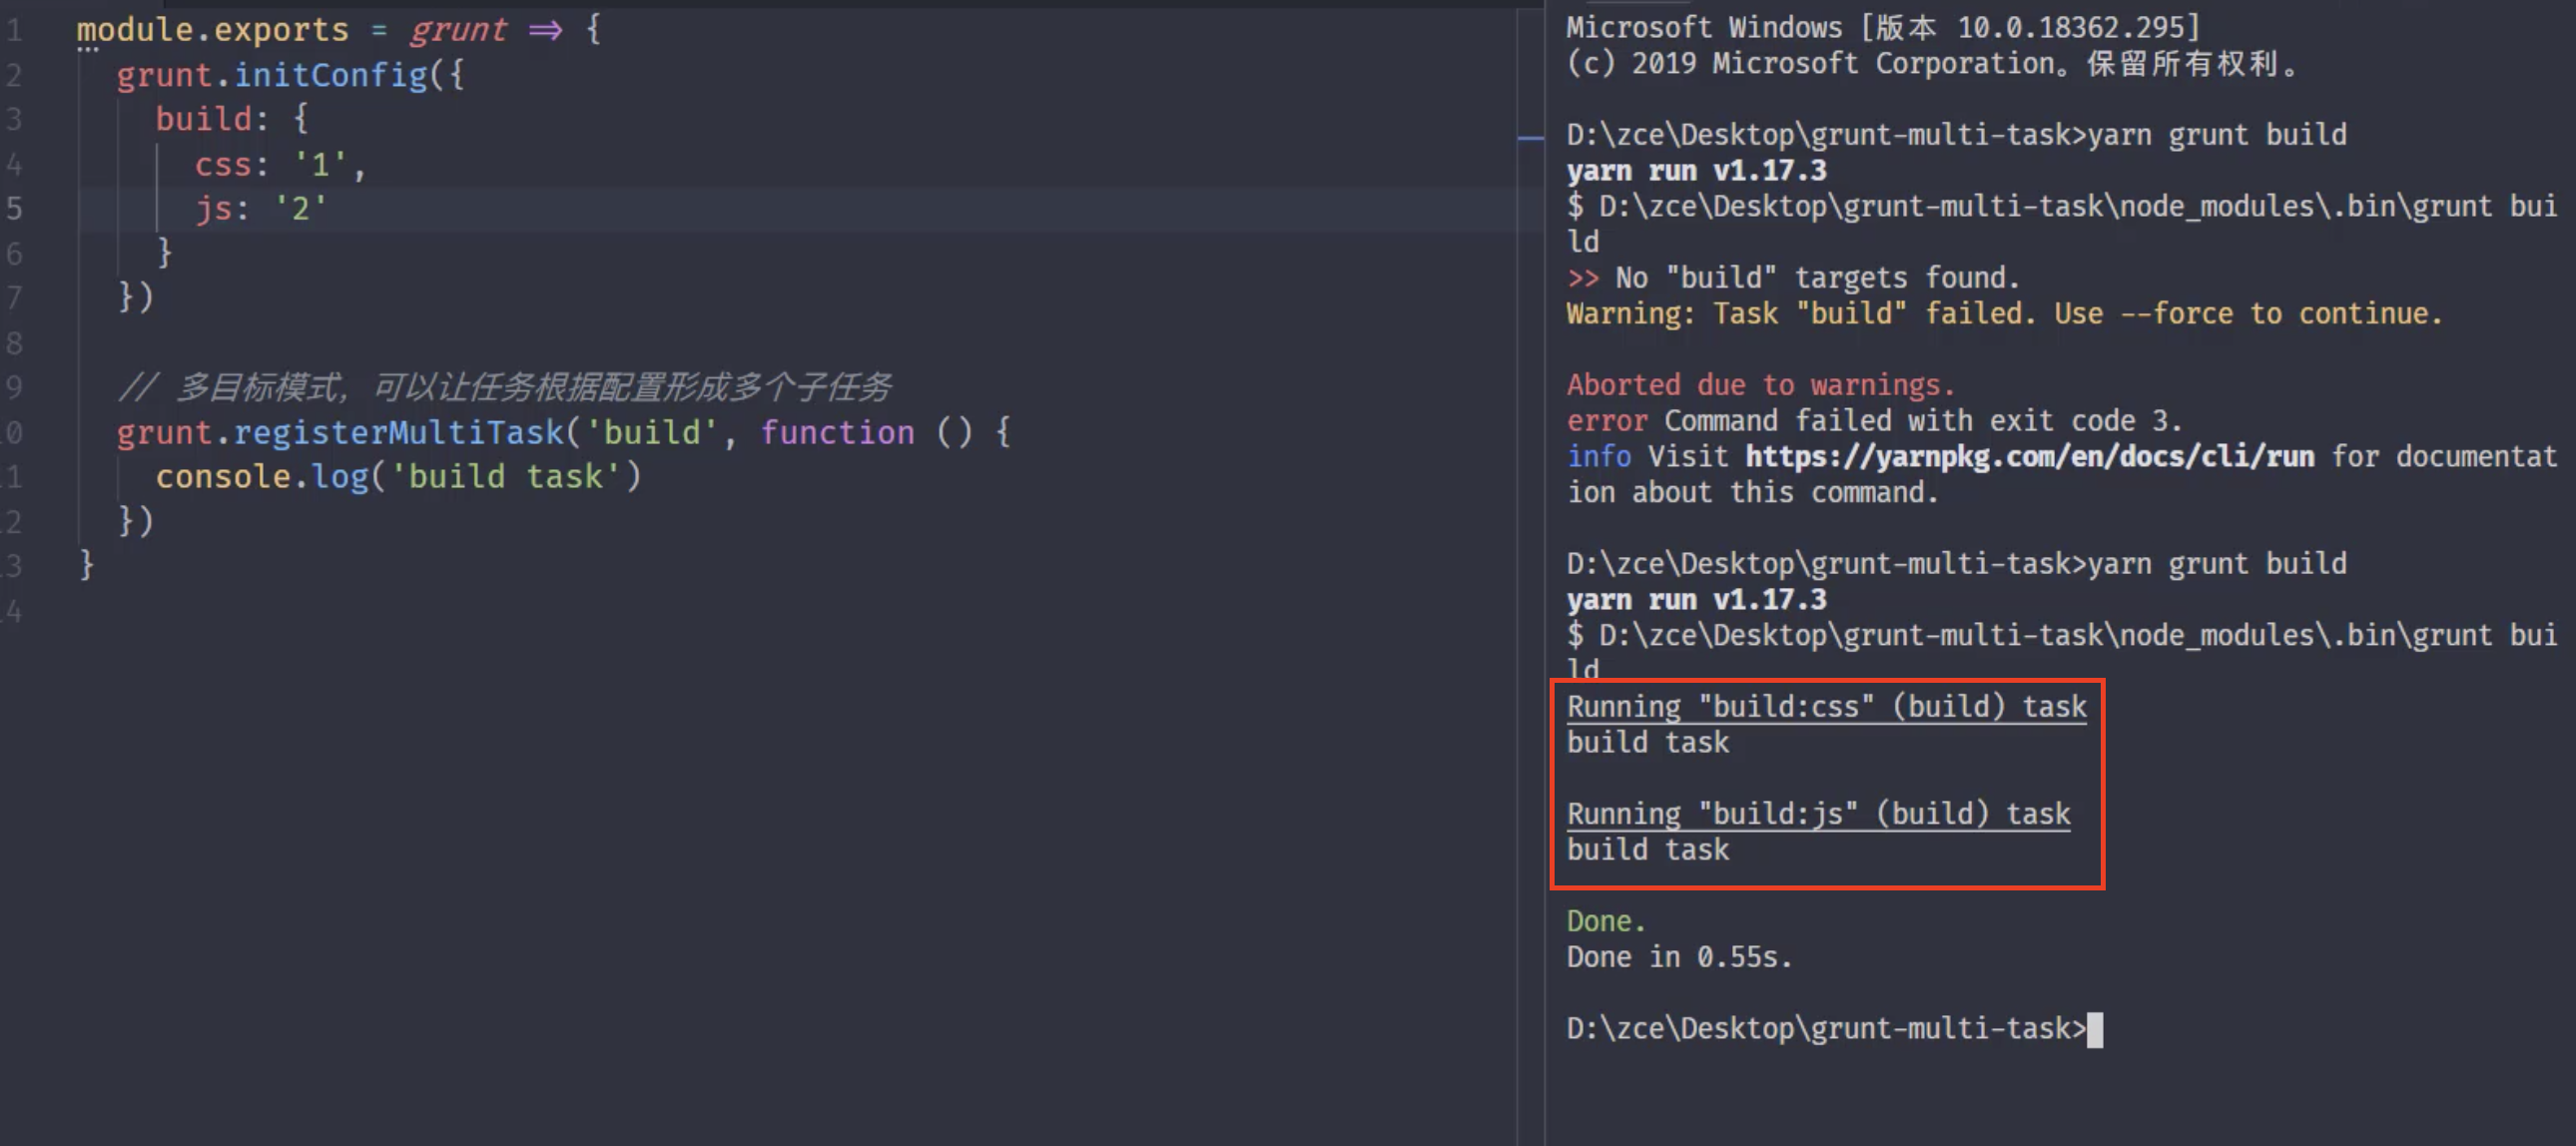 1 module.exports = grunt => {
2 grunt.initConfig({
3 build: {
4 css: '1',
5 js: '2'
6 }
7 })
8
9 // 多目标模式，可以让任务根据配置形成多个子任务
10 grunt.registerMultiTask('build', function () {
11 console.log('build task')
12 })
13 }
14
Microsoft Windows [版本 10.0.18362.295]
(c) 2019 Microsoft Corporation。保留所有权利。
D:\zce\Desktop\grunt-multi-task>yarn grunt build
yarn run v1.17.3
$ D:\zce\Desktop\grunt-multi-task\node_modules\.bin\grunt bui
ld
>> No "build" targets found.
Warning: Task "build" failed. Use --force to continue.
Aborted due to warnings.
error Command failed with exit code 3.
info Visit https://yarnpkg.com/en/docs/cli/run for documentat
ion about this command.
D:\zce\Desktop\grunt-multi-task>yarn grunt build
yarn run v1.17.3
$ D:\zce\Desktop\grunt-multi-task\node_modules\.bin\grunt bui
ld
Running "build:css" (build) task
build task
Running "build:js" (build) task
build task
Done.
Done in 0.55s.
D:\zce\Desktop\grunt-multi-task>